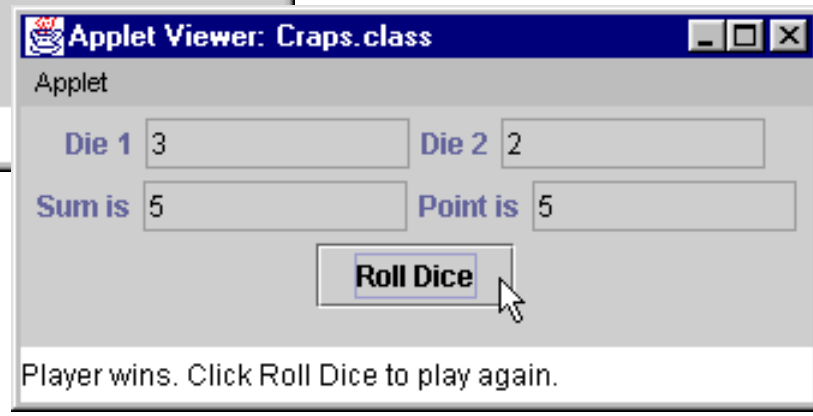 Applet Viewer: Craps.class
Applet
Die 1 3 Die 2 2
Sum is 5 Point is 5
Roll Dice
Player wins. Click Roll Dice to play again.